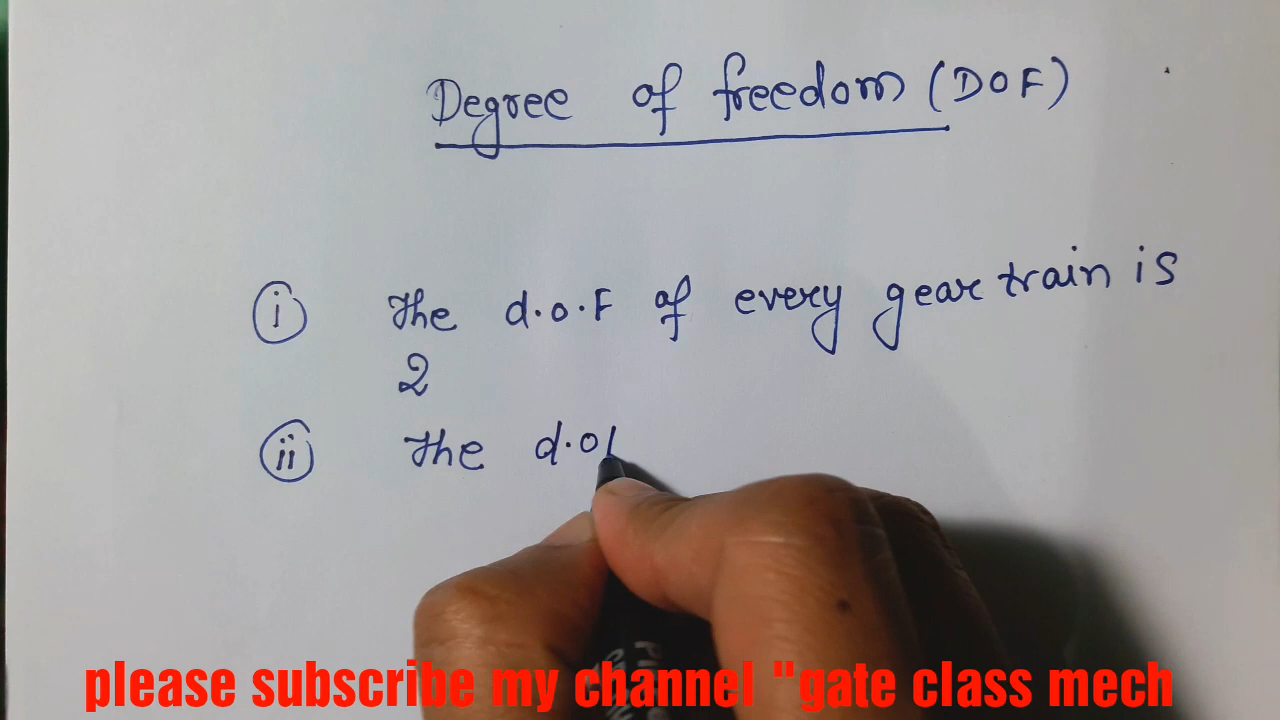 Degree of freedom (DOF)
i The d.o.F of every gear train is
2
ii The d.o
please subscribe my channel "gate class mech